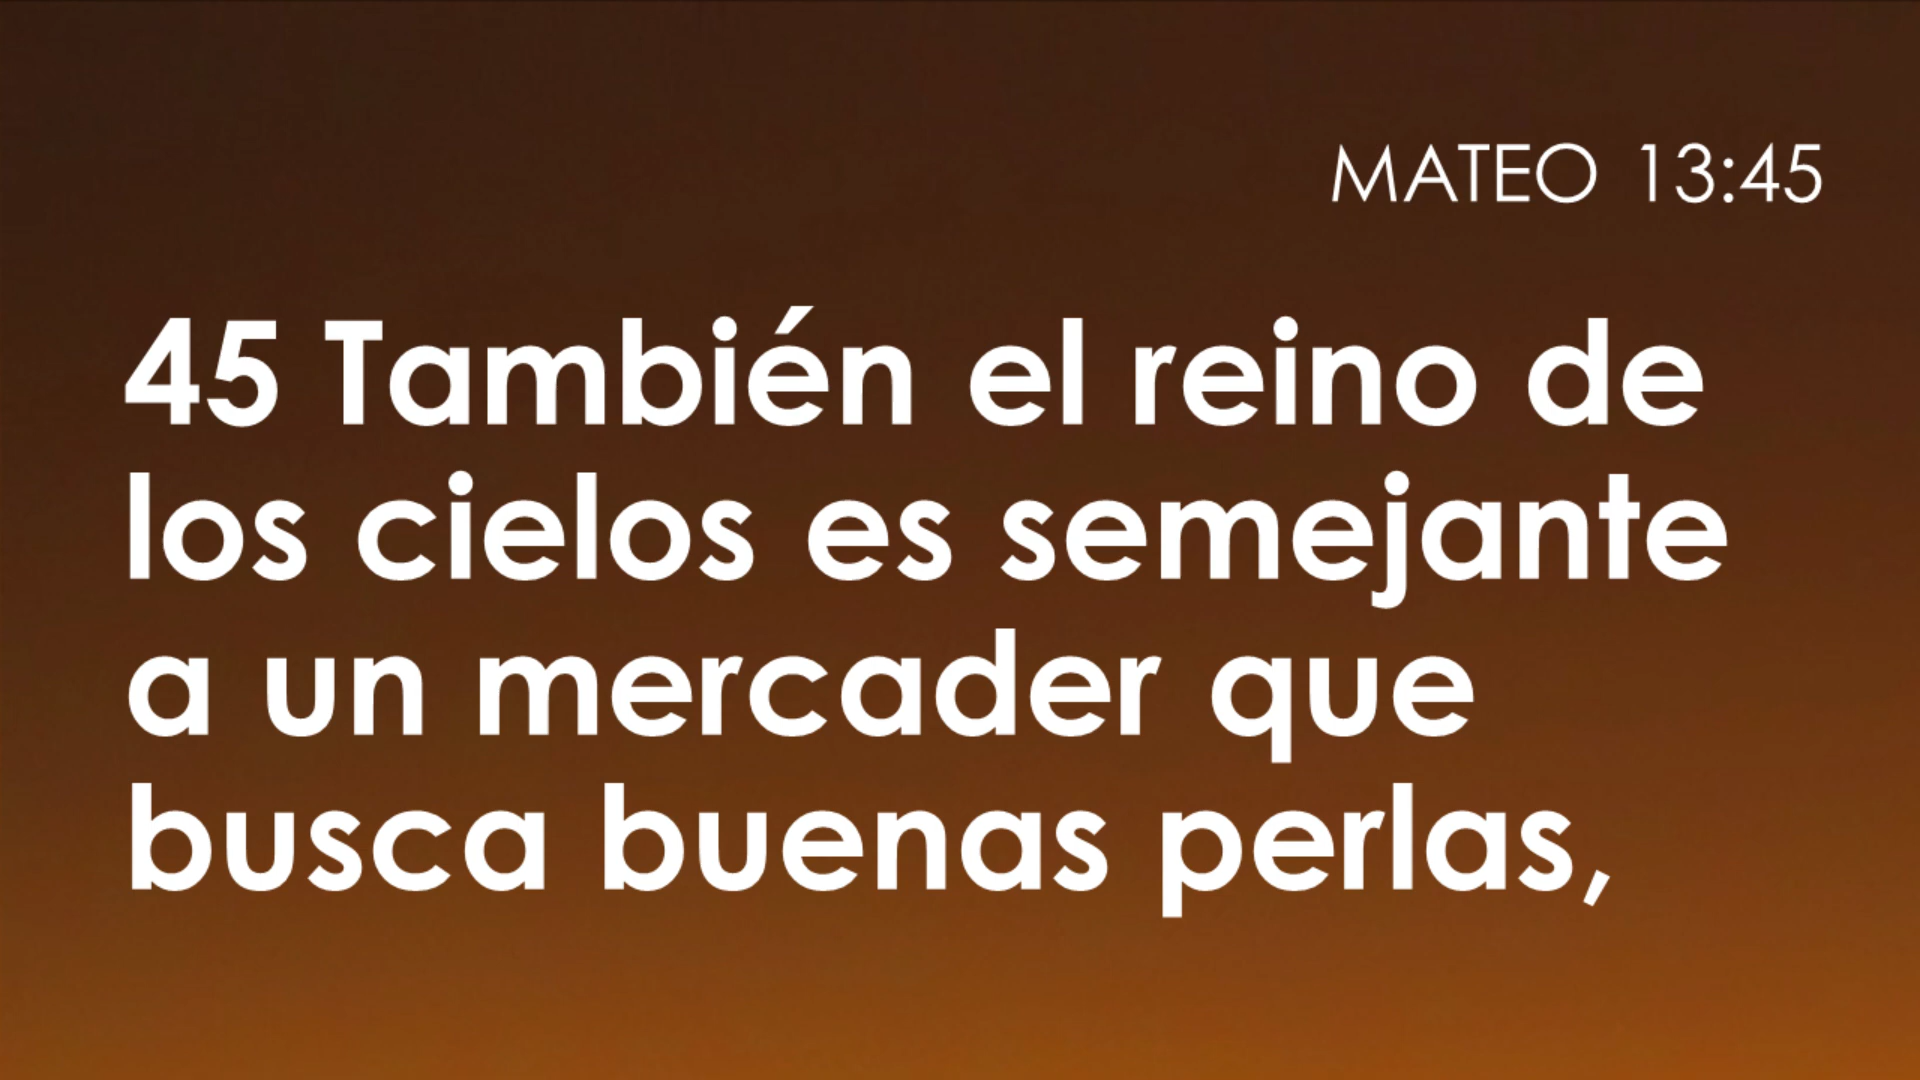 MATEO 13:45
45 También el reino de
los cielos es semejante
a un mercader que
busca buenas perlas,